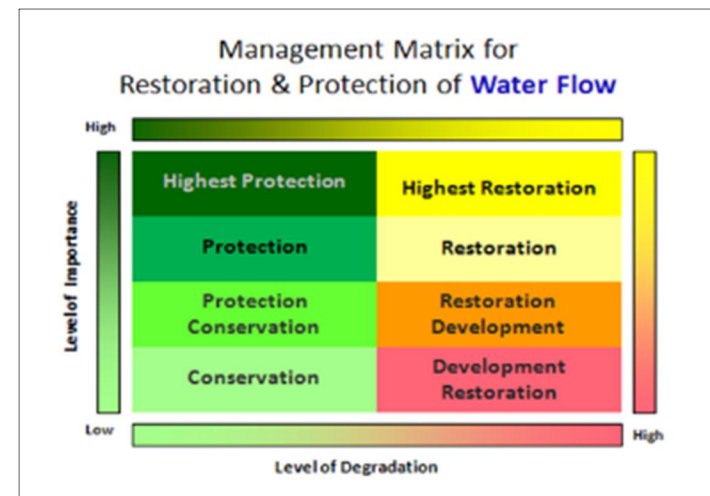 Management Matrix for
Restoration & Protection of Water Flow
High
Highest Protection
Highest Restoration
Protection
Restoration
Protection
Conservation
Restoration
Development
Conservation
Development
Restoration
Level of Importance
Low
High
Level of Degradation